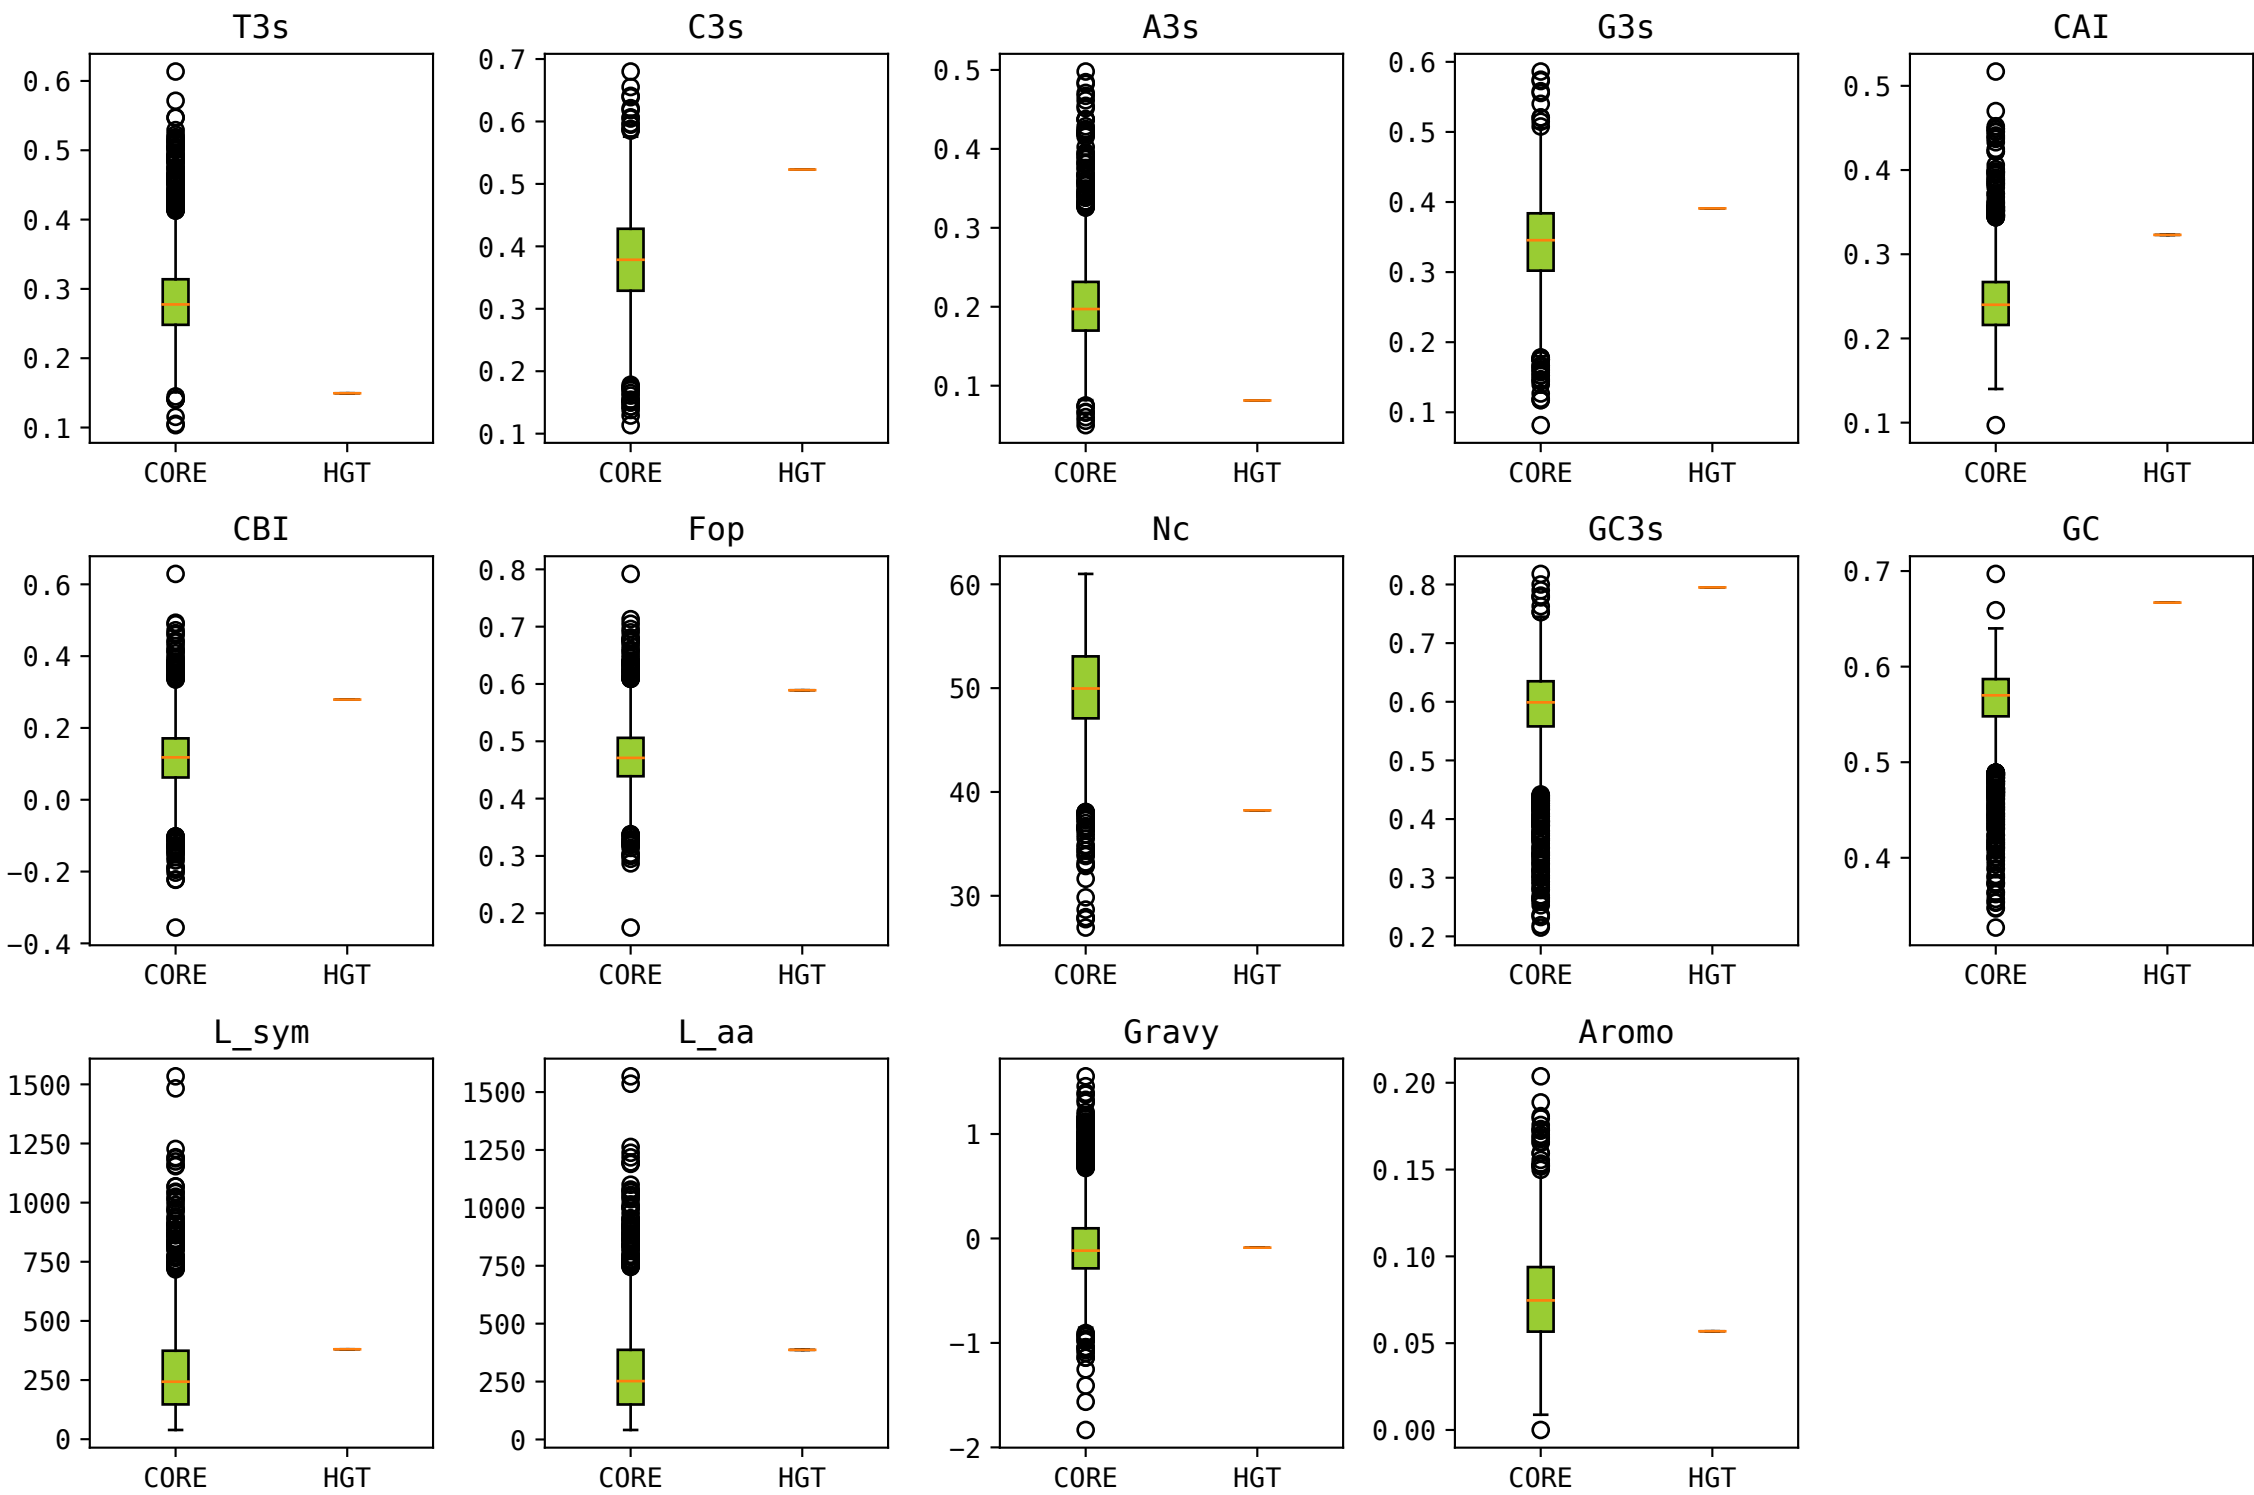 T3s C3s A3s G3s CAI
0.6 0.5 0.4 0.3 0.2 0.1
0.7 0.6 0.5 0.4 0.3 0.2 0.1
0.5 0.4 0.3 0.2 0.1
0.6 0.5 0.4 0.3 0.2 0.1
0.5 0.4 0.3 0.2 0.1
CORE HGT CORE HGT CORE HGT CORE HGT CORE HGT
CBI Fop Nc GC3s GC
0.6 0.4 0.2 0.0 −0.2 −0.4
0.8 0.7 0.6 0.5 0.4 0.3 0.2
60 50 40 30
0.8 0.7 0.6 0.5 0.4 0.3 0.2
0.7 0.6 0.5 0.4
CORE HGT CORE HGT CORE HGT CORE HGT CORE HGT
L_sym L_aa Gravy Aromo
1500 1250 1000 750 500 250 0
1500 1250 1000 750 500 250 0
1 0 −1 −2
0.20 0.15 0.10 0.05 0.00
CORE HGT CORE HGT CORE HGT CORE HGT